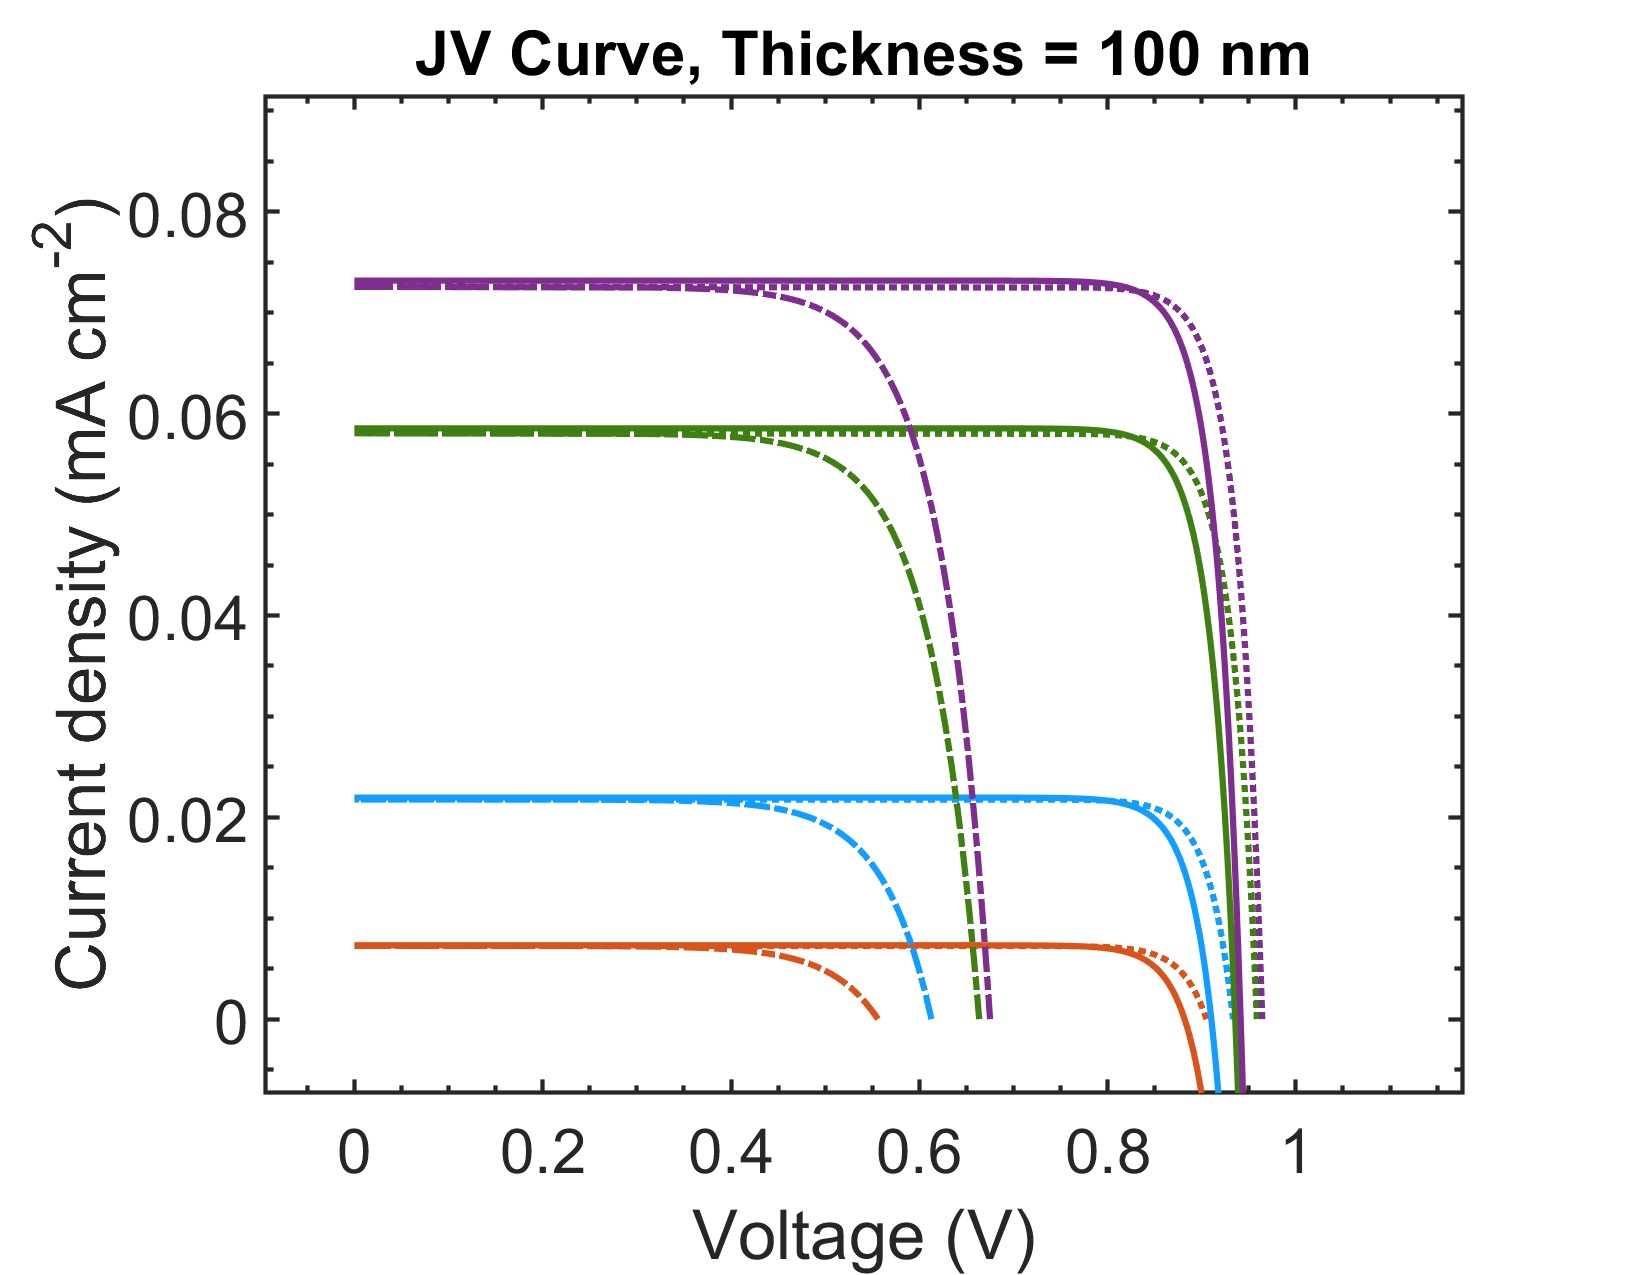 JV Curve, Thickness = 100 nm
Current density (mA cm⁻²)
0.08
0.06
0.04
0.02
0
0 0.2 0.4 0.6 0.8 1
Voltage (V)